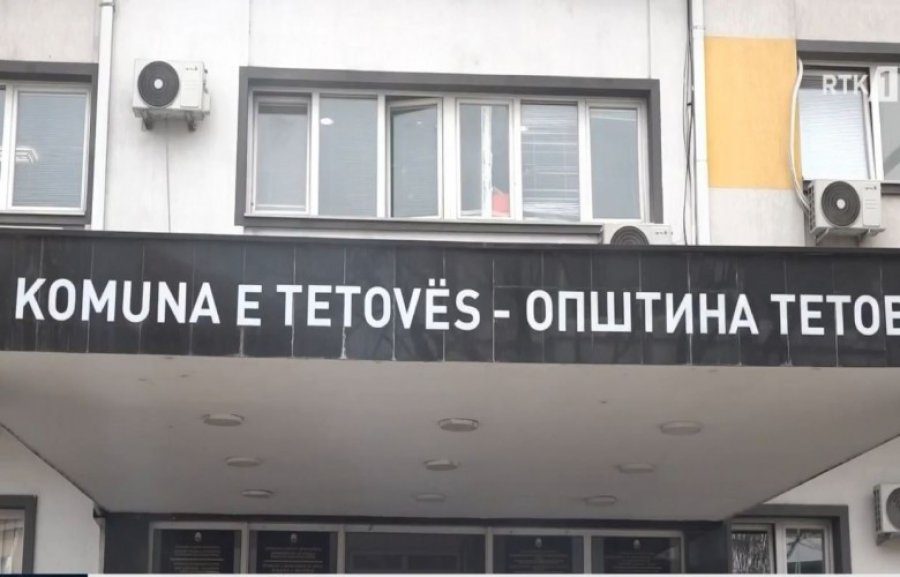 RTK 1
KOMUNA E TETOVËS - ОПШТИНА ТЕТОВ